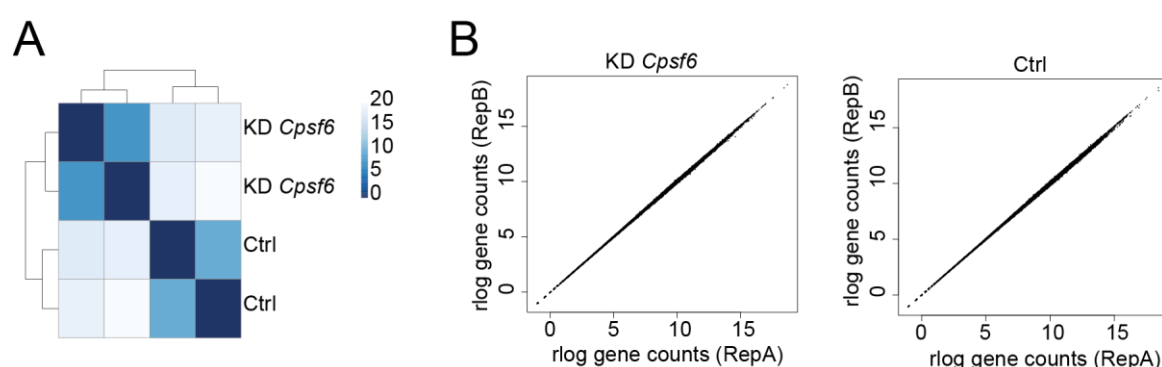 A
20
15
10
5
0
KD Cpsf6
KD Cpsf6
Ctrl
Ctrl
B
KD Cpsf6
rlog gene counts (RepB)
15
10
5
0
0 5 10 15
rlog gene counts (RepA)
Ctrl
rlog gene counts (RepB)
15
10
5
0
0 5 10 15
rlog gene counts (RepA)